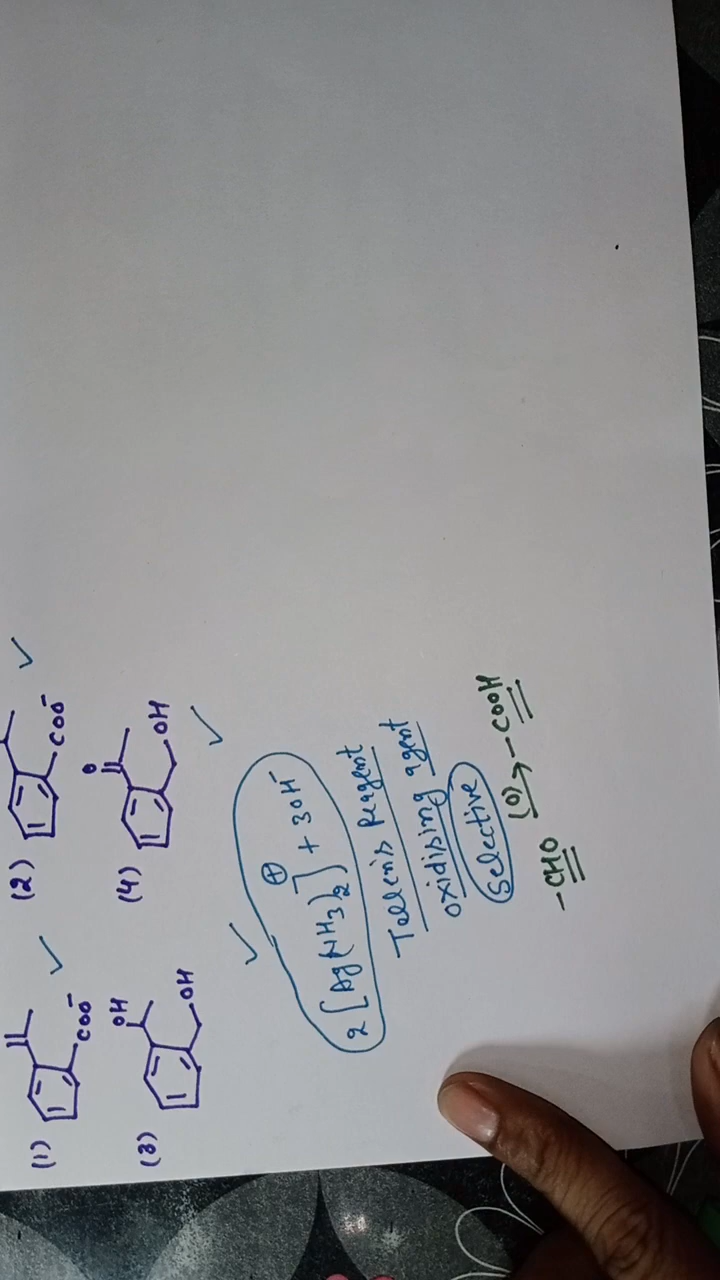 (1) COO⁻ (2) COO⁻
(3) OH OH (4) O OH
2[Ag(NH₃)₂]⊕ + 3OH⁻
Tollen's Reagent
oxidising agent
Selective
-CHO (O)→ -COOH